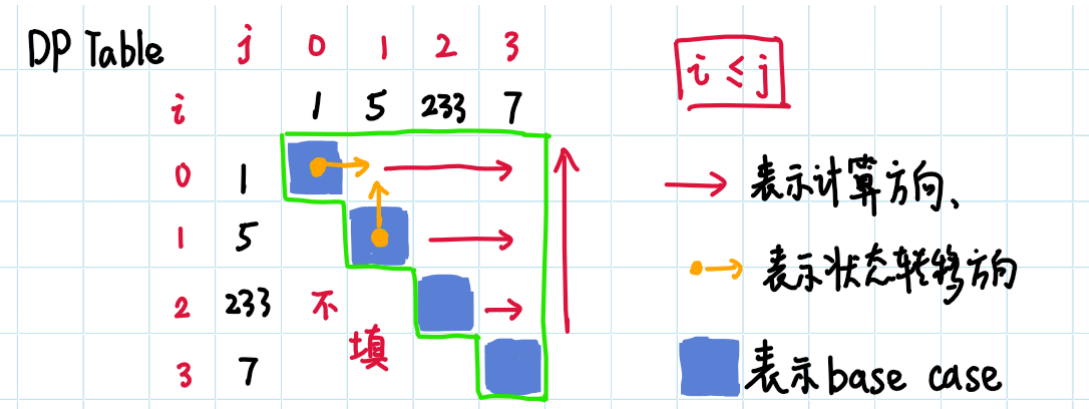 DP Table j 0 1 2 3
i≤j
i 1 5 233 7
0 1
→ 表示计算方向、
1 5
→ 表示状态转移方向
2 233 不
填
3 7
表示base case